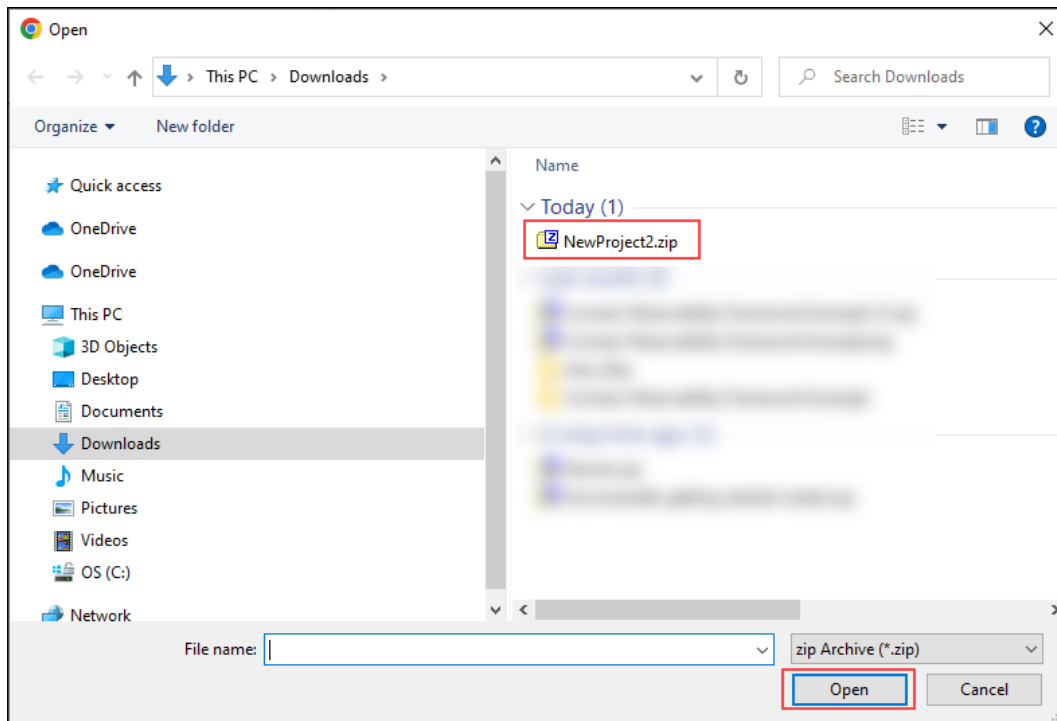 Open
This PC > Downloads >
Search Downloads
Organize
New folder
Quick access
OneDrive
OneDrive
This PC
3D Objects
Desktop
Documents
Downloads
Music
Pictures
Videos
OS (C:)
Network
Name
Today (1)
NewProject2.zip
File name:
zip Archive (*.zip)
Open
Cancel